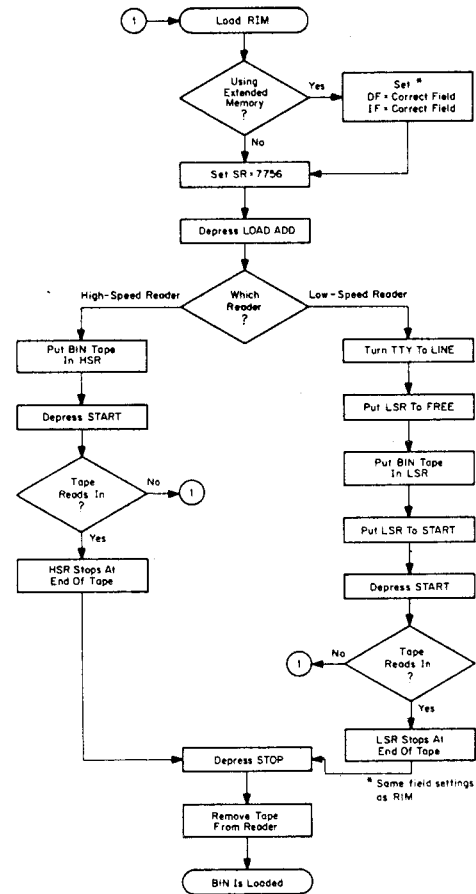 1
Load RIM
Using
Extended
Memory
?
Yes
Set *
DF = Correct Field
IF = Correct Field
No
Set SR = 7756
Depress LOAD ADD
High-Speed Reader
Which
Reader
?
Low-Speed Reader
Put BIN Tape
In HSR
Depress START
Tape
Reads In
?
No
1
Yes
HSR Stops At
End Of Tape
Turn TTY To LINE
Put LSR To FREE
Put BIN Tape
In LSR
Put LSR To START
Depress START
Tape
Reads In
?
No
1
Yes
LSR Stops At
End Of Tape
Depress STOP
* Same field settings
as RIM
Remove Tape
From Reader
BIN Is Loaded